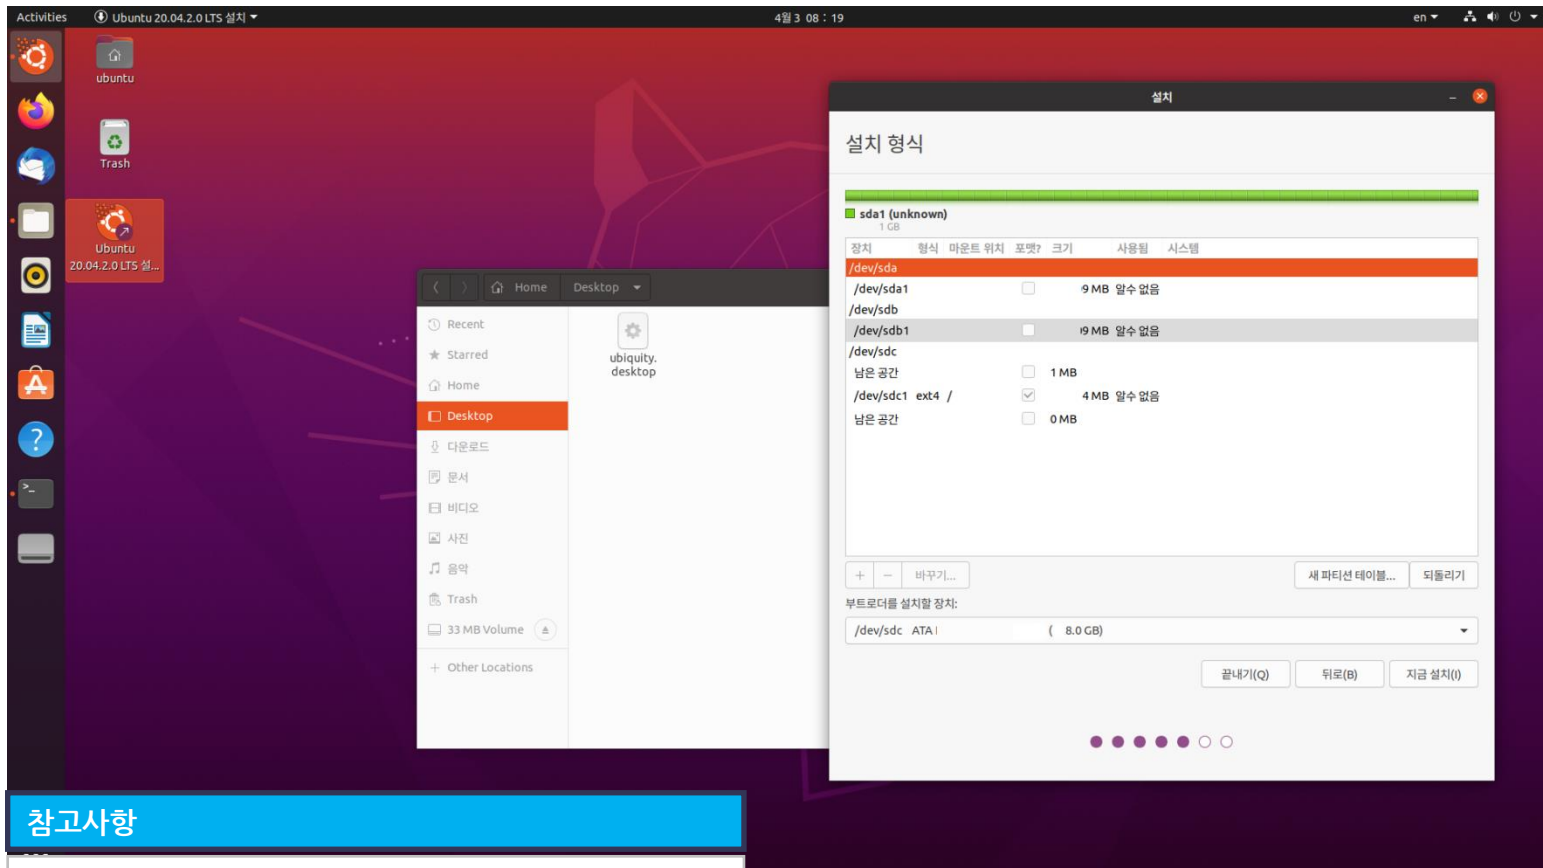 Activities
Ubuntu 20.04.2.0 LTS 설치
4월 3 08 : 19
en
ubuntu
Trash
Ubuntu
20.04.2.0 LTS 설...
Home
Desktop
Recent
Starred
Home
Desktop
다운로드
문서
비디오
사진
음악
Trash
33 MB Volume
+ Other Locations
ubiquity.
desktop
설치
설치 형식
sda1 (unknown)
1 GB
장치 형식 마운트 위치 포맷? 크기 사용됨 시스템
/dev/sda
/dev/sda1 9 MB 알수 없음
/dev/sdb
/dev/sdb1 9 MB 알수 없음
/dev/sdc
남은 공간 1 MB
/dev/sdc1 ext4 / 4 MB 알수 없음
남은 공간 0 MB
+ − 바꾸기...
새 파티션 테이블... 되돌리기
부트로더를 설치할 장치:
/dev/sdc ATA ( 8.0 GB)
끝내기(Q) 뒤로(B) 지금 설치(I)
참고사항